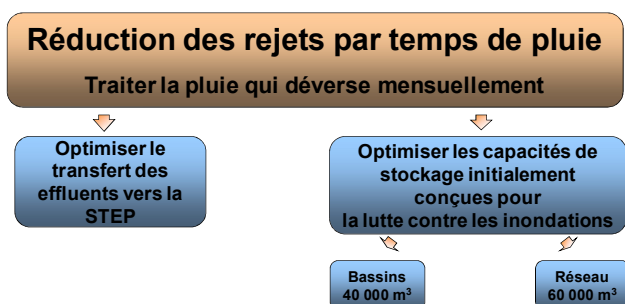 Réduction des rejets par temps de pluie
Traiter la pluie qui déverse mensuellement
Optimiser le
transfert des
effluents vers la
STEP
Optimiser les capacités de
stockage initialement
conçues pour
la lutte contre les inondations
Bassins
40 000 m³
Réseau
60 000 m³